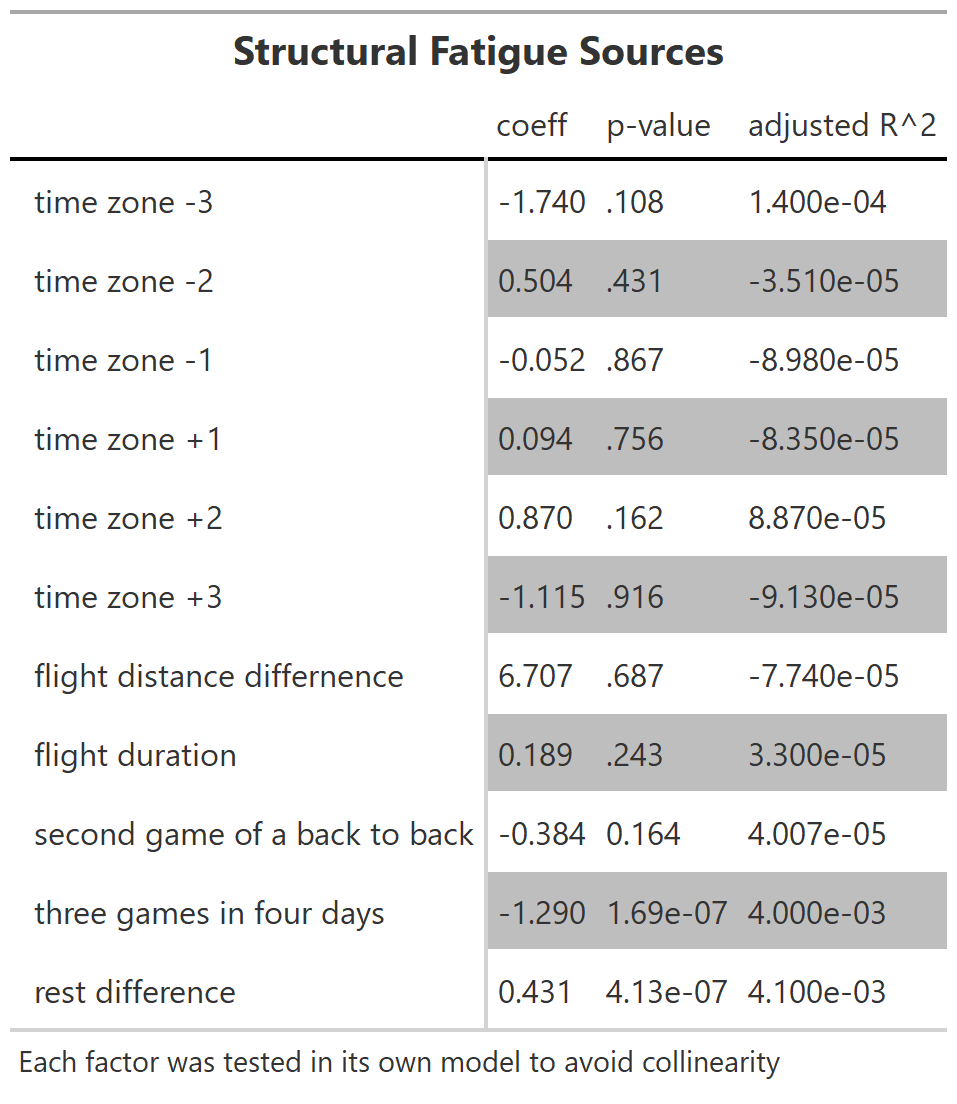 Structural Fatigue Sources
coeff p-value adjusted R^2
time zone -3 -1.740 .108 1.400e-04
time zone -2 0.504 .431 -3.510e-05
time zone -1 -0.052 .867 -8.980e-05
time zone +1 0.094 .756 -8.350e-05
time zone +2 0.870 .162 8.870e-05
time zone +3 -1.115 .916 -9.130e-05
flight distance differnence 6.707 .687 -7.740e-05
flight duration 0.189 .243 3.300e-05
second game of a back to back -0.384 0.164 4.007e-05
three games in four days -1.290 1.69e-07 4.000e-03
rest difference 0.431 4.13e-07 4.100e-03
Each factor was tested in its own model to avoid collinearity